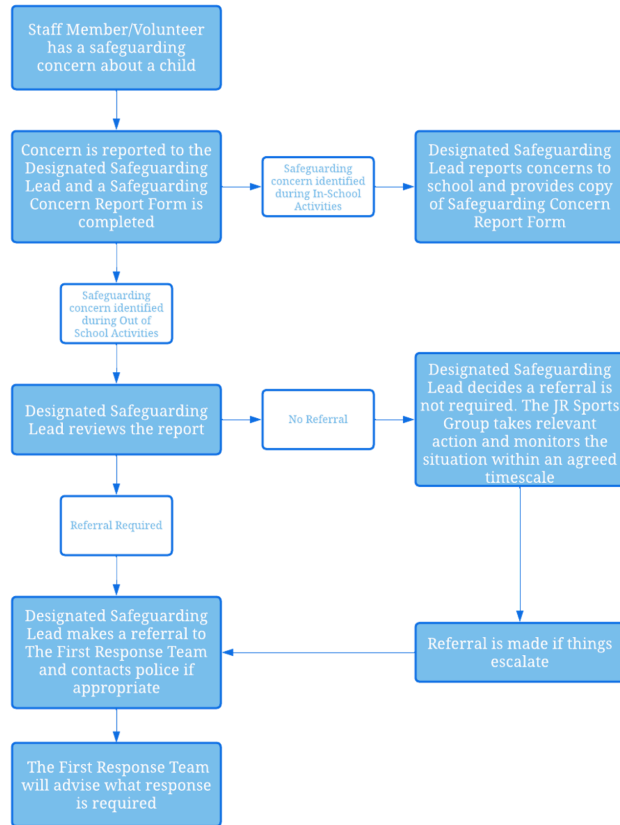 Staff Member/Volunteer
has a safeguarding
concern about a child
Concern is reported to the
Designated Safeguarding
Lead and a Safeguarding
Concern Report Form is
completed
Safeguarding
concern identified
during In-School
Activities
Designated Safeguarding
Lead reports concerns to
school and provides copy
of Safeguarding Concern
Report Form
Safeguarding
concern identified
during Out of
School Activities
Designated Safeguarding
Lead reviews the report
No Referral
Designated Safeguarding
Lead decides a referral is
not required. The JR Sports
Group takes relevant
action and monitors the
situation within an agreed
timescale
Referral Required
Designated Safeguarding
Lead makes a referral to
The First Response Team
and contacts police if
appropriate
Referral is made if things
escalate
The First Response Team
will advise what response
is required